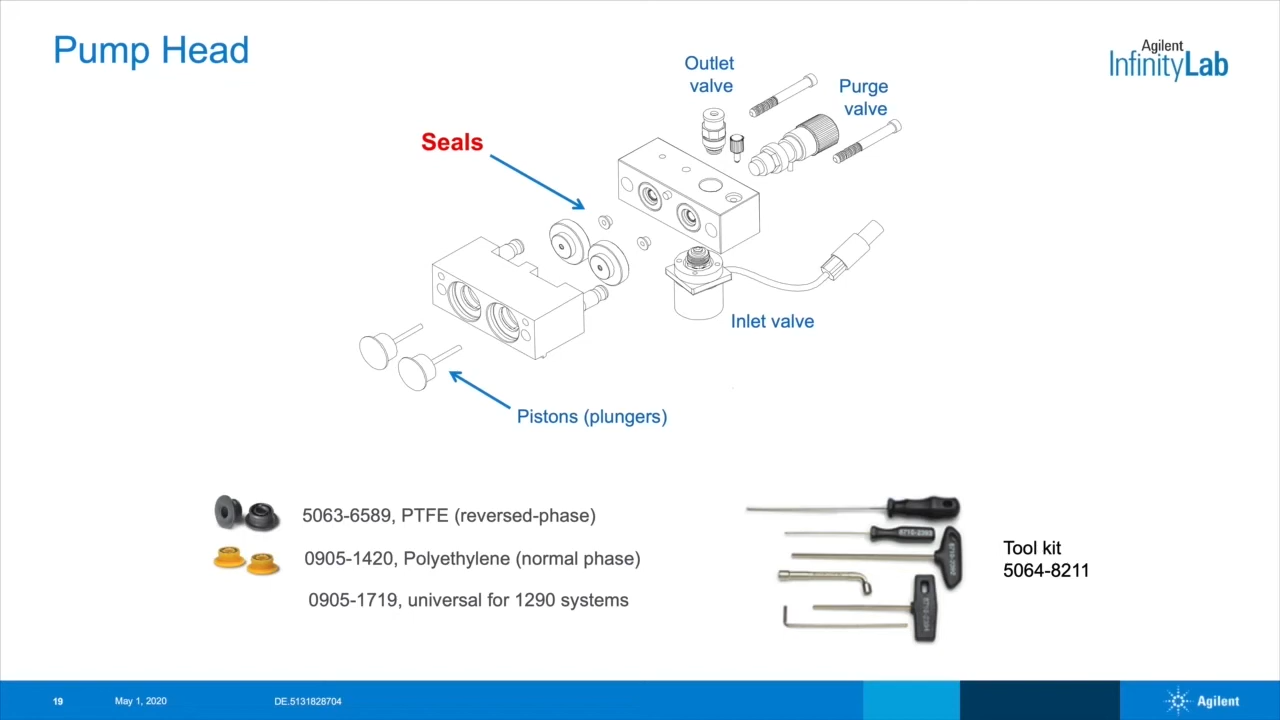 Pump Head
Agilent
InfinityLab
Outlet
valve
Purge
valve
Seals
Inlet valve
Pistons (plungers)
5063-6589, PTFE (reversed-phase)
0905-1420, Polyethylene (normal phase)
0905-1719, universal for 1290 systems
8710-2393
Tool kit
5064-8211
19
May 1, 2020
DE.5131828704
Agilent